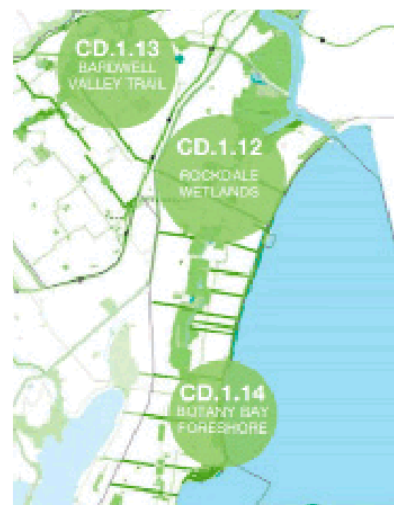 CD.1.13
BARDWELL
VALLEY TRAIL
CD.1.12
ROCKDALE
WETLANDS
CD.1.14
BOTANY BAY
FORESHORE